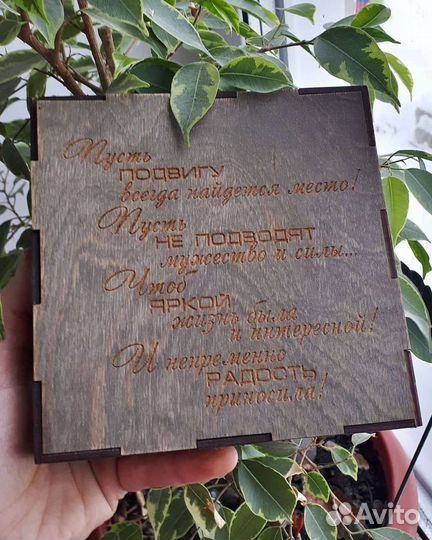 Пусть
ПОДВИГУ
всегда найдется место!
Пусть
НЕ ПОДВОДЯТ
мужество и силы...
Чтоб
ЯРКОЙ
жизнь была
и интересной!
И непременно
РАДОСТЬ
приносила!
Avito